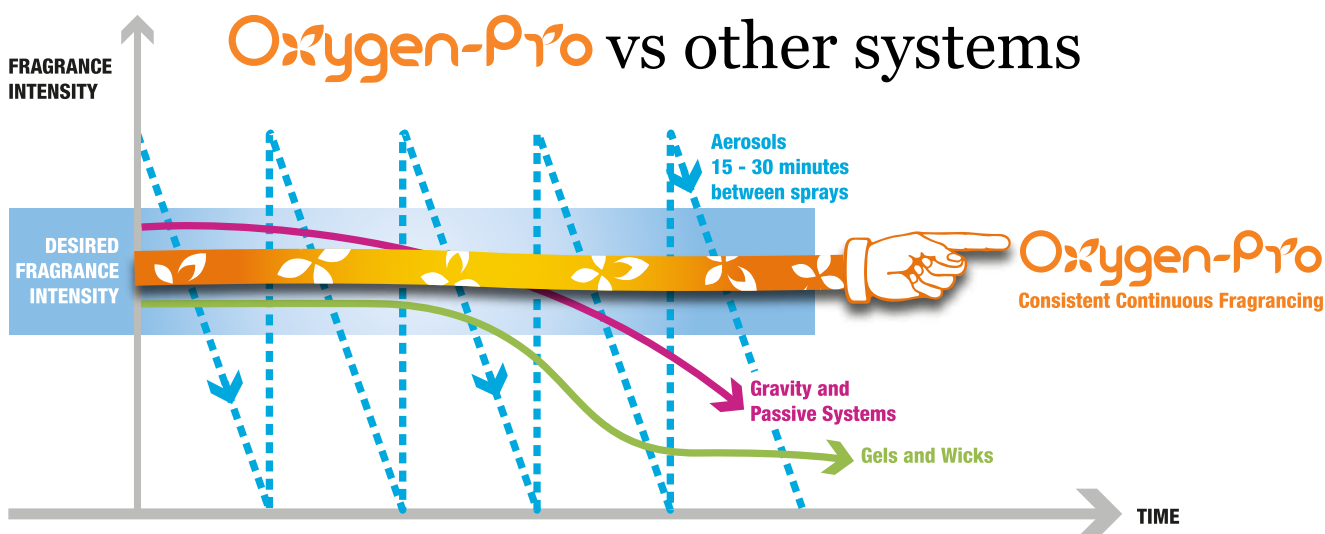 Oxygen-Pro vs other systems
FRAGRANCE
INTENSITY
Aerosols
15 - 30 minutes
between sprays
DESIRED
FRAGRANCE
INTENSITY
Oxygen-Pro
Consistent Continuous Fragrancing
Gravity and
Passive Systems
Gels and Wicks
TIME